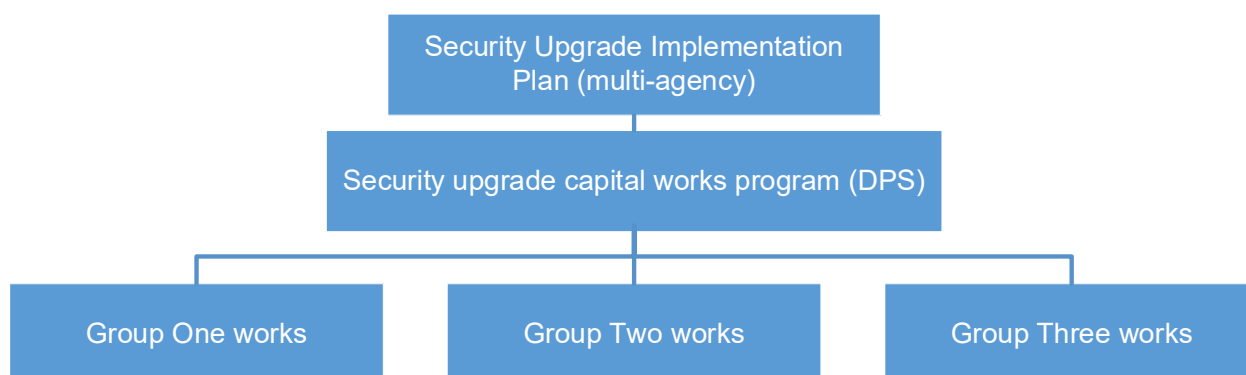 Security Upgrade Implementation
Plan (multi-agency)
Security upgrade capital works program (DPS)
Group One works
Group Two works
Group Three works